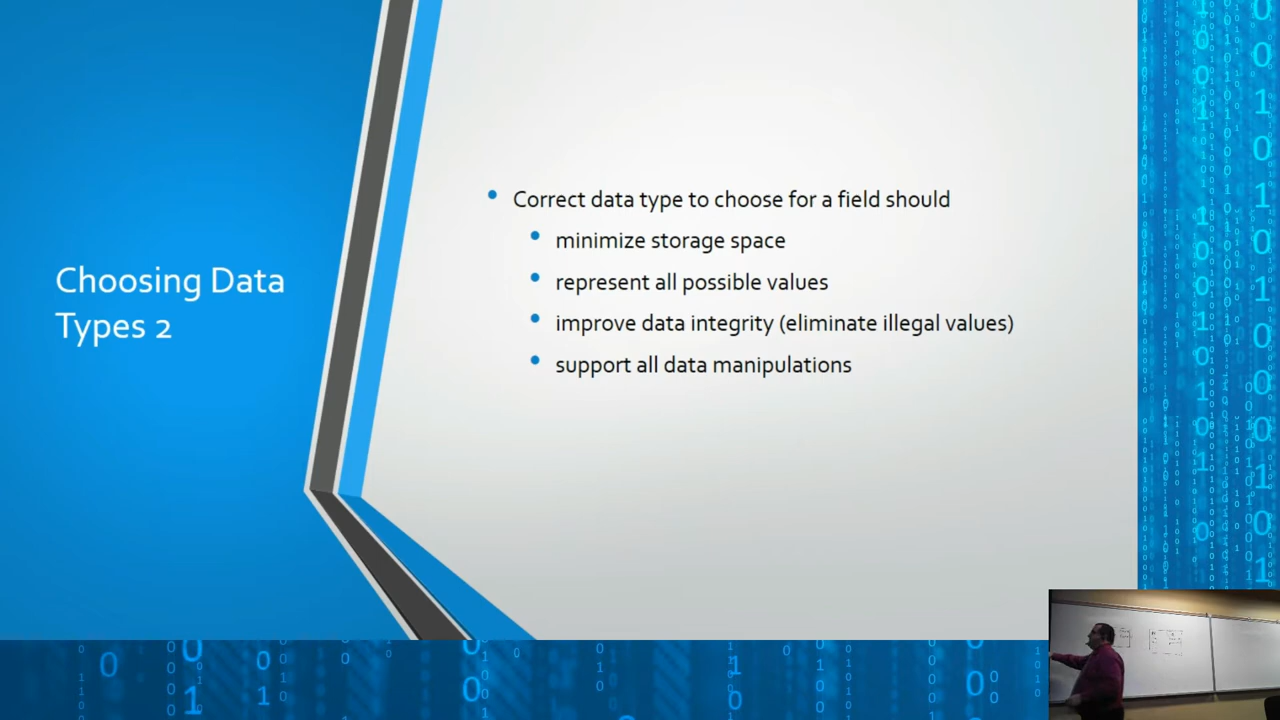 Choosing Data
Types 2
Correct data type to choose for a field should
minimize storage space
represent all possible values
improve data integrity (eliminate illegal values)
support all data manipulations